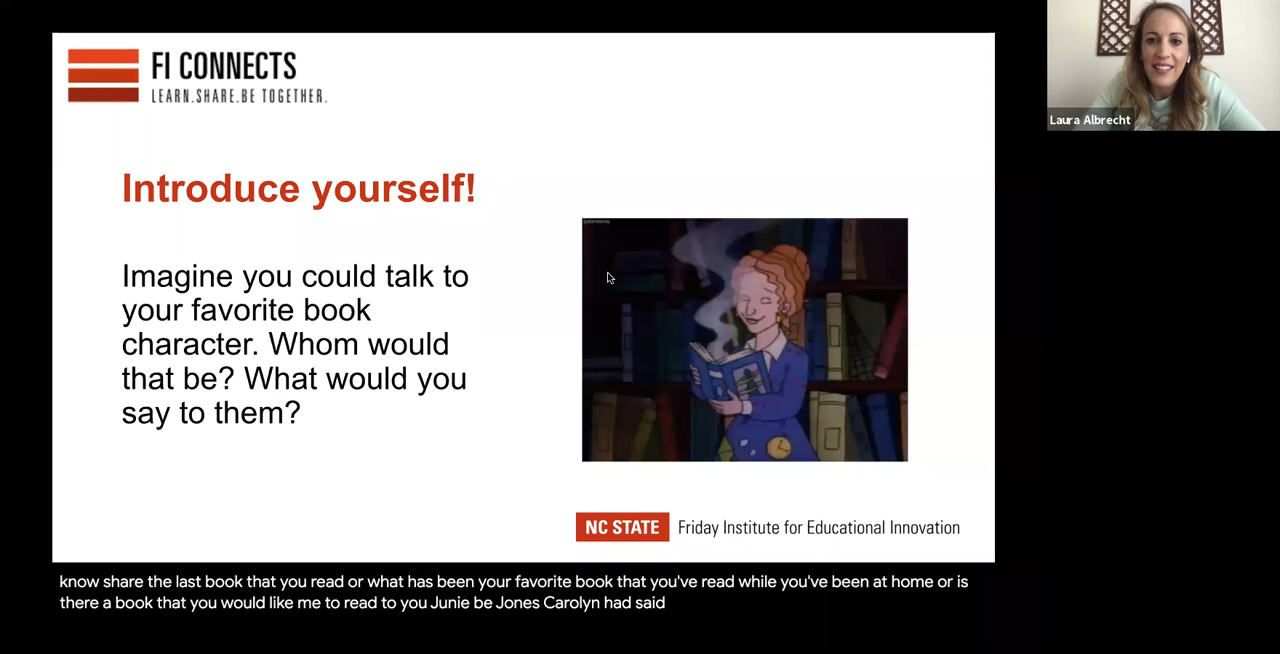 FI CONNECTS
LEARN.SHARE.BE TOGETHER.
Laura Albrecht
Introduce yourself!
Imagine you could talk to
your favorite book
character. Whom would
that be? What would you
say to them?
NC STATE Friday Institute for Educational Innovation
know share the last book that you read or what has been your favorite book that you've read while you've been at home or is
there a book that you would like me to read to you Junie be Jones Carolyn had said